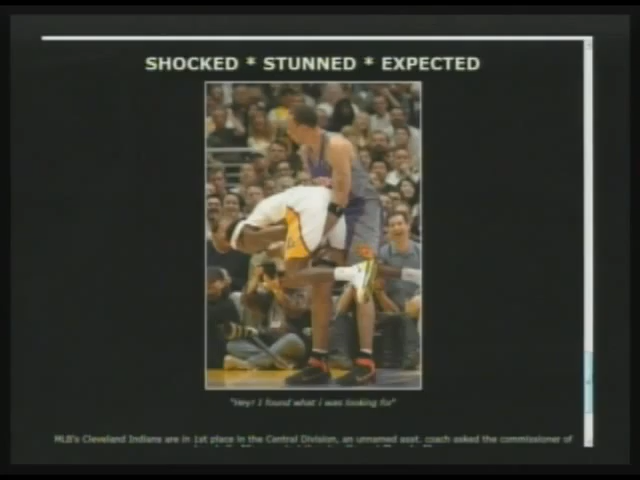 SHOCKED * STUNNED * EXPECTED
"Hey! I found what i was looking for"
MLB's Cleveland Indians are in 1st place in the Central Division, an unnamed asst. coach asked the commissioner of